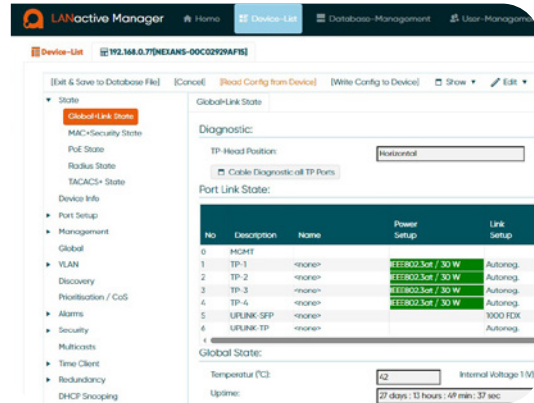 LANactive Manager Home Device-List Database-Management User-Manageme
Device-List 192.168.0.77[NEXANS-00C02929AF15]
[Exit & Save to Database File] [Cancel] [Read Config from Device] [Write Config to Device] Show Edit
State
Global+Link State
MAC+Security State
PoE State
Radius State
TACACS+ State
Device Info
Port Setup
Management
Global
VLAN
Discovery
Prioritisation / CoS
Alarms
Security
Multicasts
Time Client
Redundancy
DHCP Snooping
Global+Link State
Diagnostic:
TP-Head Position: Horizontal
Cable Diagnostic all TP Ports
Port Link State:
No Description Name Power Setup Link Setup
0 MGMT
1 TP-1 <none> IEEE802.3at / 30 W Autoneg.
2 TP-2 <none> IEEE802.3at / 30 W Autoneg.
3 TP-3 <none> IEEE802.3at / 30 W Autoneg.
4 TP-4 <none> IEEE802.3at / 30 W Autoneg.
5 UPLINK-SFP <none> 1000 FDX
6 UPLINK-TP <none> Autoneg.
Global State:
Temperatur (°C): 42 Internal Voltage 1 (V)
Uptime: 27 days : 13 hours : 49 min : 37 sec